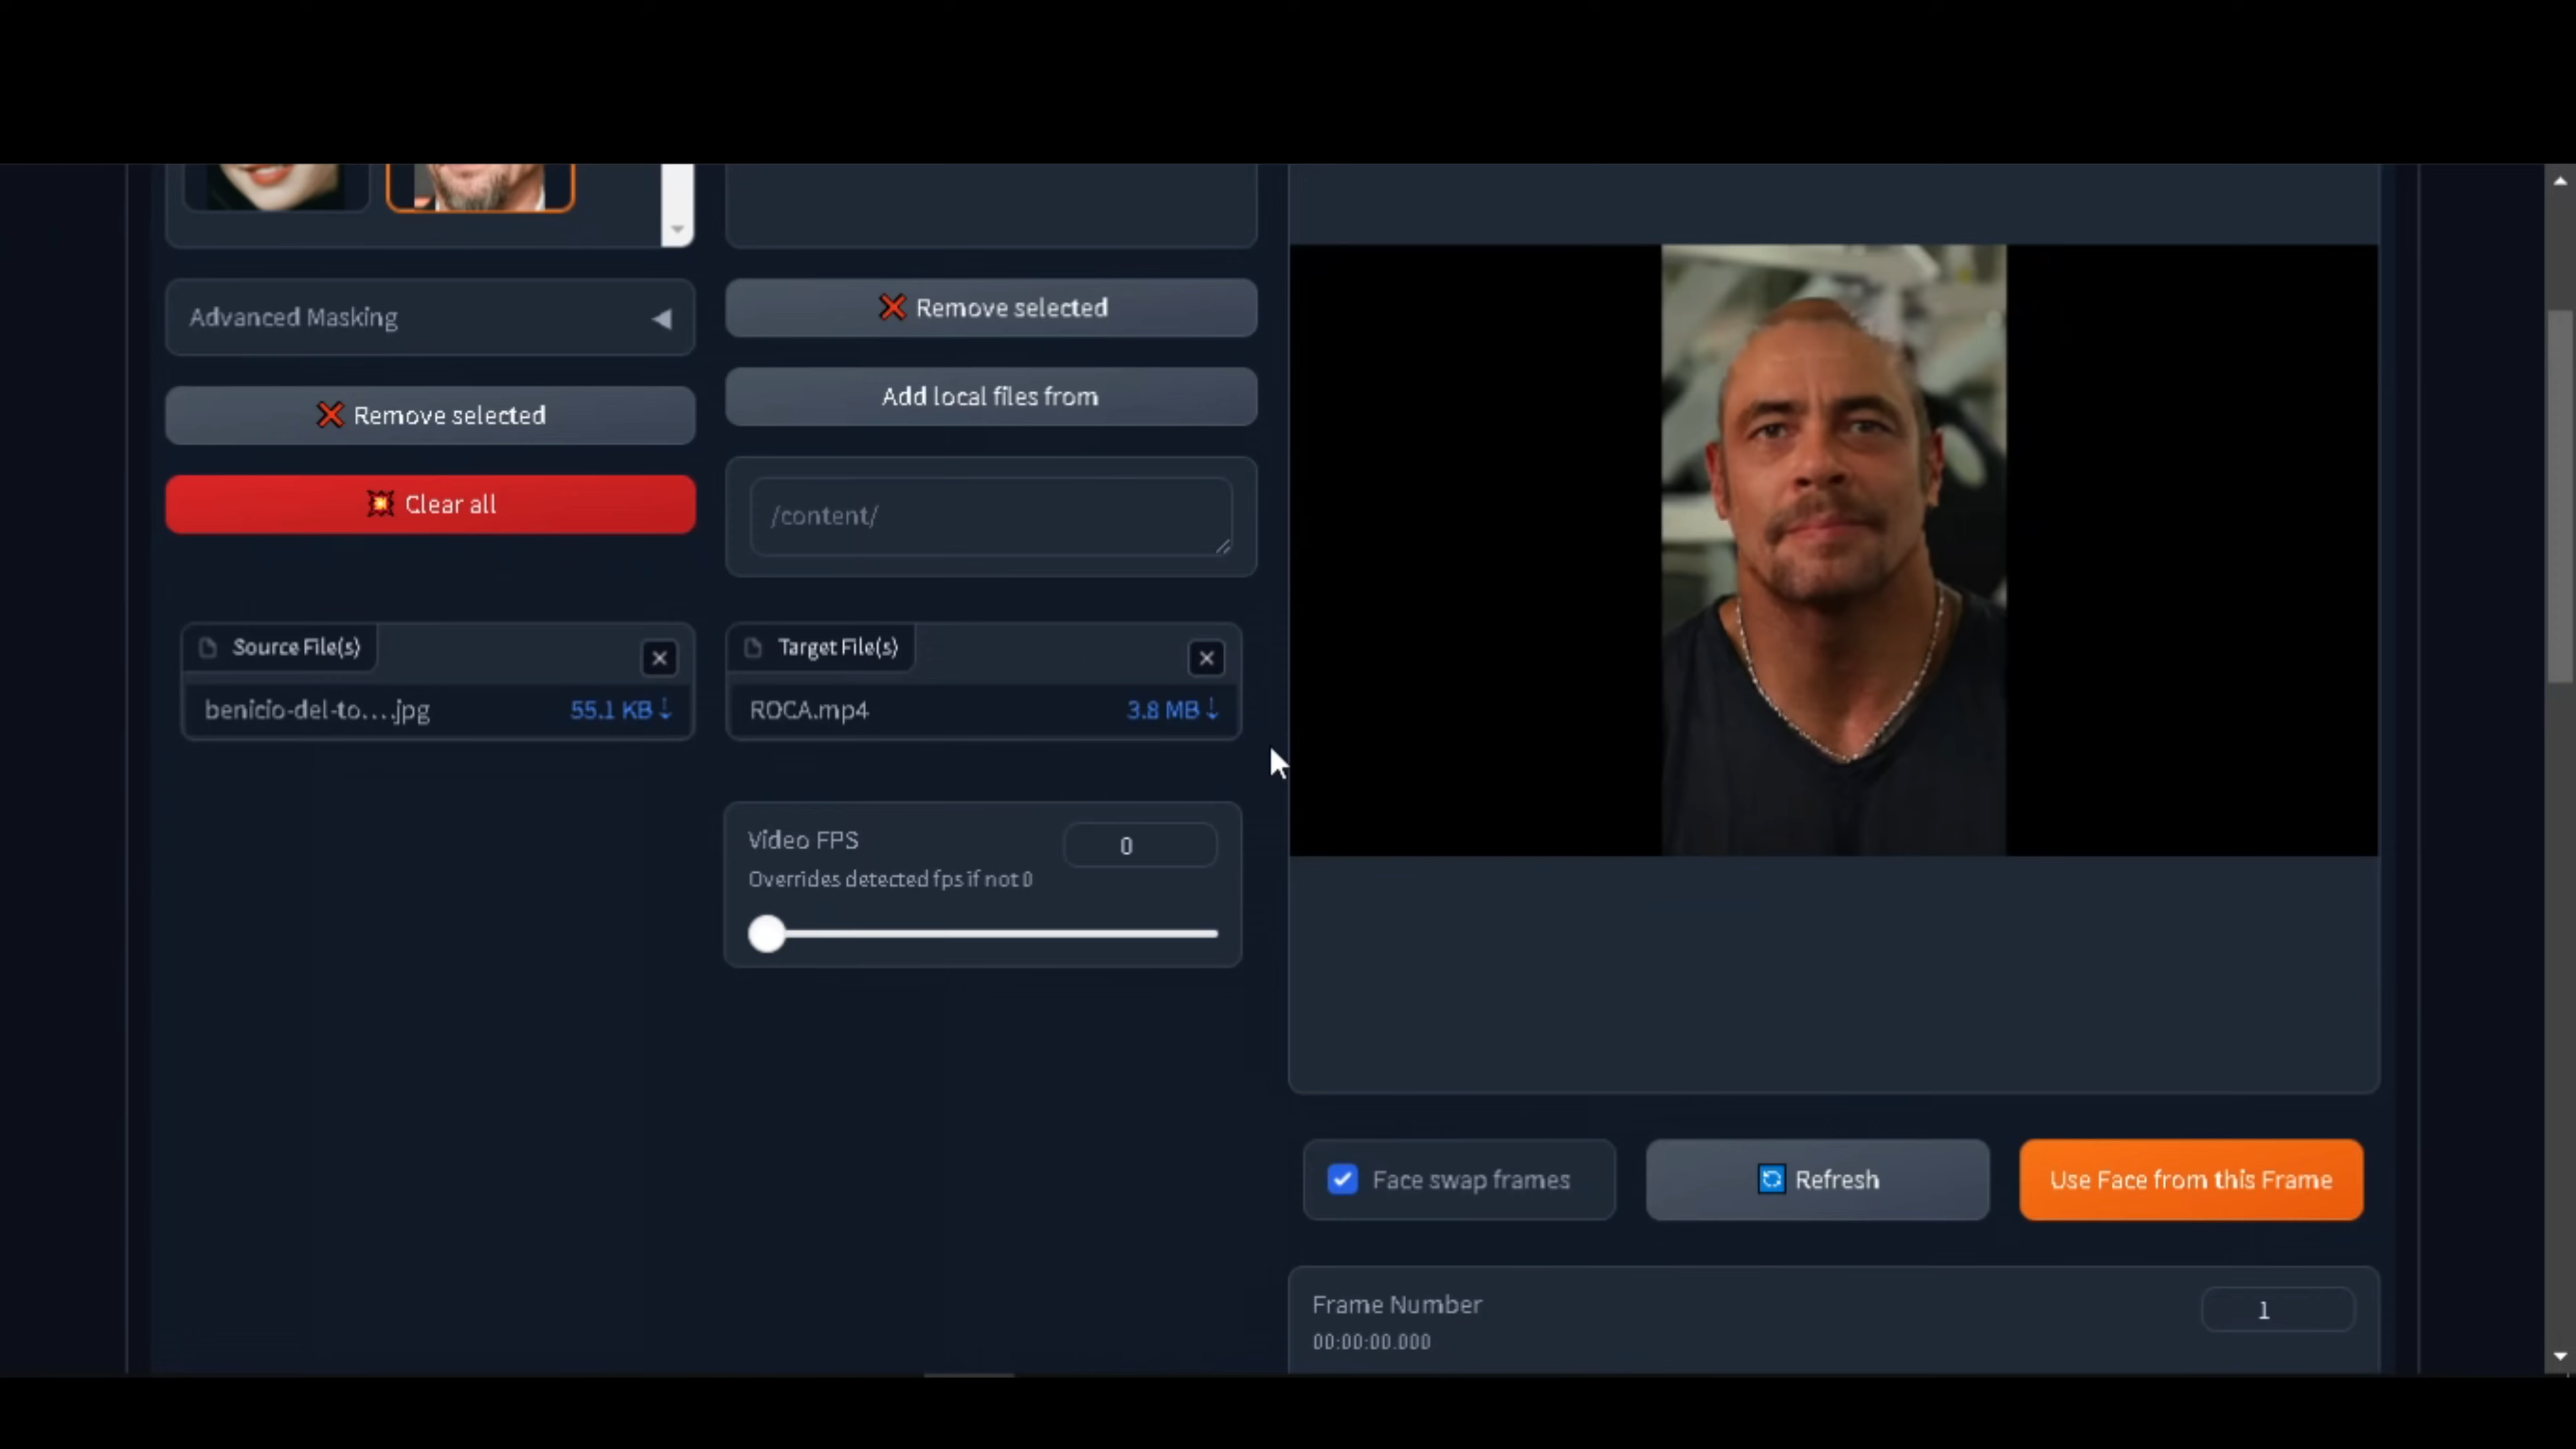 Advanced Masking
Remove selected
Clear all
Source File(s)
benicio-del-to....jpg 55.1 KB ↓
Remove selected
Add local files from
/content/
Target File(s)
ROCA.mp4 3.8 MB ↓
Video FPS 0
Overrides detected fps if not 0
Face swap frames
Refresh
Use Face from this Frame
Frame Number 1
00:00:00.000